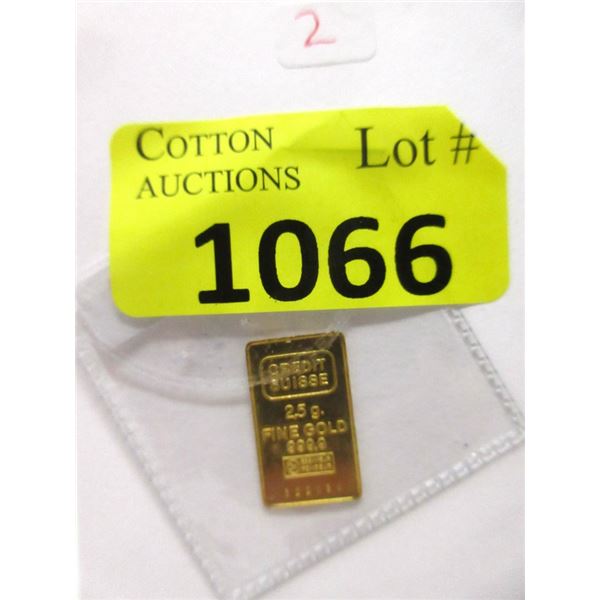 2
COTTON
AUCTIONS
Lot #
1066
CREDIT
SUISSE
2,5 g.
FINE GOLD
999,9